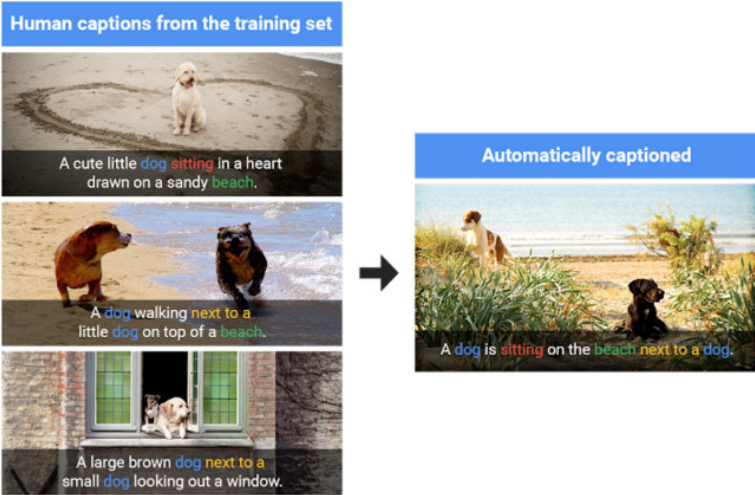 Human captions from the training set
A cute little dog sitting in a heart
drawn on a sandy beach.
A dog walking next to a
little dog on top of a beach.
A large brown dog next to a
small dog looking out a window.
Automatically captioned
A dog is sitting on the beach next to a dog.